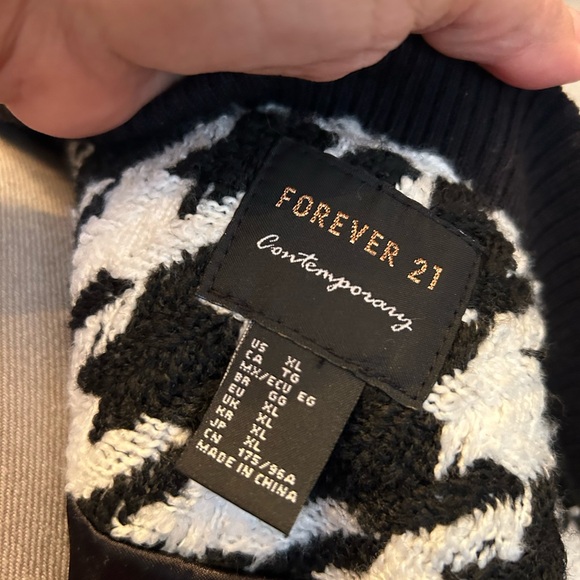 FOREVER 21
Contemporary
US XL
CA TG
MX/ECU EG
BR GG
EU XL
UK XL
KR XL
JP XL
CN 175/96A
MADE IN CHINA